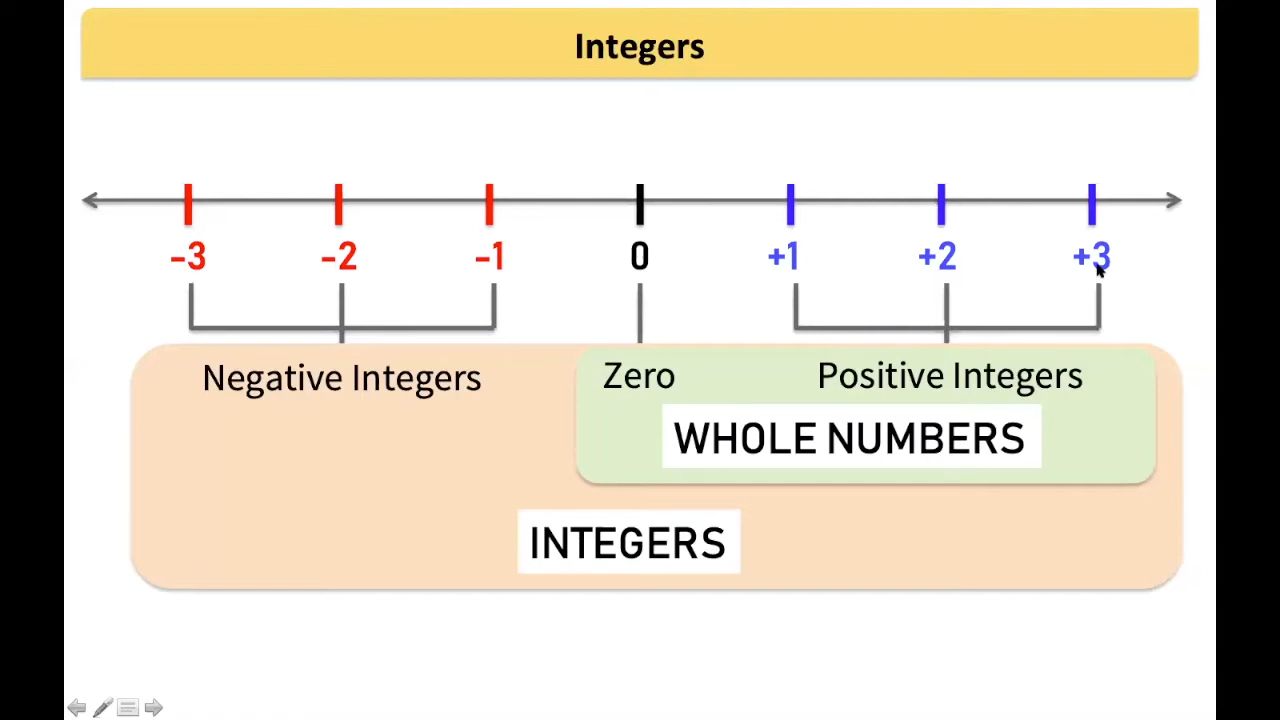 Integers
-3 -2 -1 0 +1 +2 +3
Negative Integers Zero Positive Integers
WHOLE NUMBERS
INTEGERS